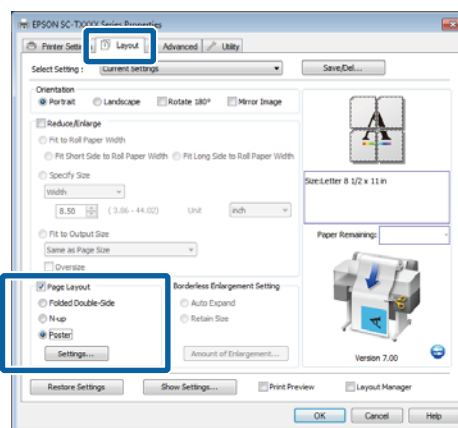 EPSON SC-TXXXX Series Properties
Printer Setti Layout Advanced Utility
Select Setting : Current Settings Save/Del...
Orientation
Portrait Landscape Rotate 180° Mirror Image
Reduce/Enlarge
Fit to Roll Paper Width
Fit Short Side to Roll Paper Width Fit Long Side to Roll Paper Width
Specify Size
Size:Letter 8 1/2 x 11 in
Width
8.50 ( 3.86 - 44.02) Unit inch
Fit to Output Size Paper Remaining:
Same as Page Size
Oversize
Page Layout Borderless Enlargement Setting
Folded Double-Side Auto Expand
N-up Retain Size
Poster
Settings... Amount of Enlargement... Version 7.00
Restore Settings Show Settings... Print Preview Layout Manager
OK Cancel Help